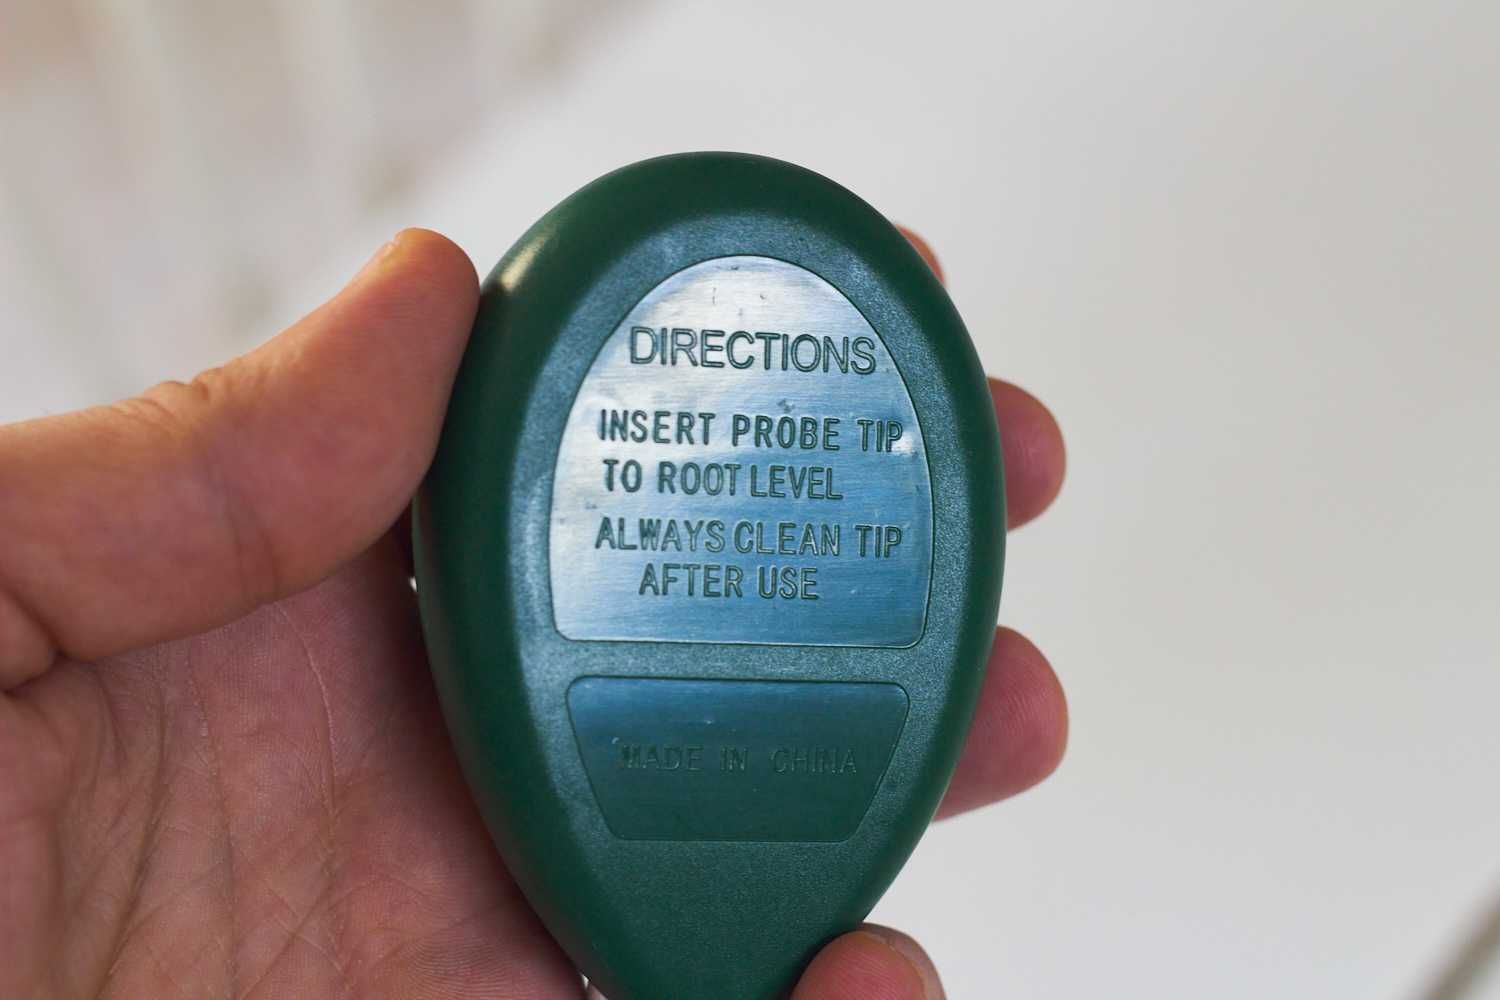 DIRECTIONS
INSERT PROBE TIP
TO ROOT LEVEL
ALWAYS CLEAN TIP
AFTER USE
MADE IN CHINA